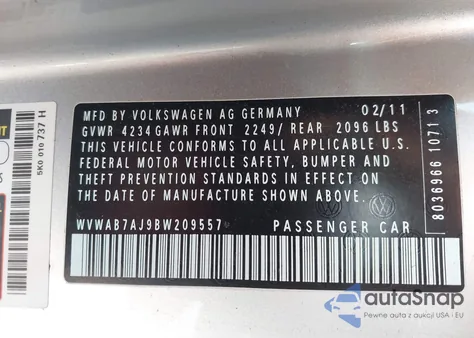 MFD BY VOLKSWAGEN AG GERMANY 02/11
GVWR 4234 GAWR FRONT 2249/ REAR 2096 LBS
THIS VEHICLE CONFORMS TO ALL APPLICABLE U.S.
FEDERAL MOTOR VEHICLE SAFETY, BUMPER AND
THEFT PREVENTION STANDARDS IN EFFECT ON
THE DATE OF MANUFACTURE SHOWN ABOVE.
WVWAB7AJ9BW209557 PASSENGER CAR
8036966 1071 3
5K0 010 737 H
autoSnap
Pewne auta z aukcji USA - EU